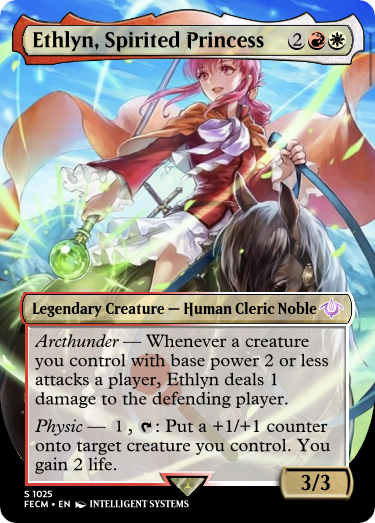 Ethlyn, Spirited Princess 2
Legendary Creature — Human Cleric Noble
Arcthunder — Whenever a creature
you control with base power 2 or less
attacks a player, Ethlyn deals 1
damage to the defending player.
Physic — 1 , : Put a +1/+1 counter
onto target creature you control. You
gain 2 life.
3/3
S 1025
FECM • EN INTELLIGENT SYSTEMS